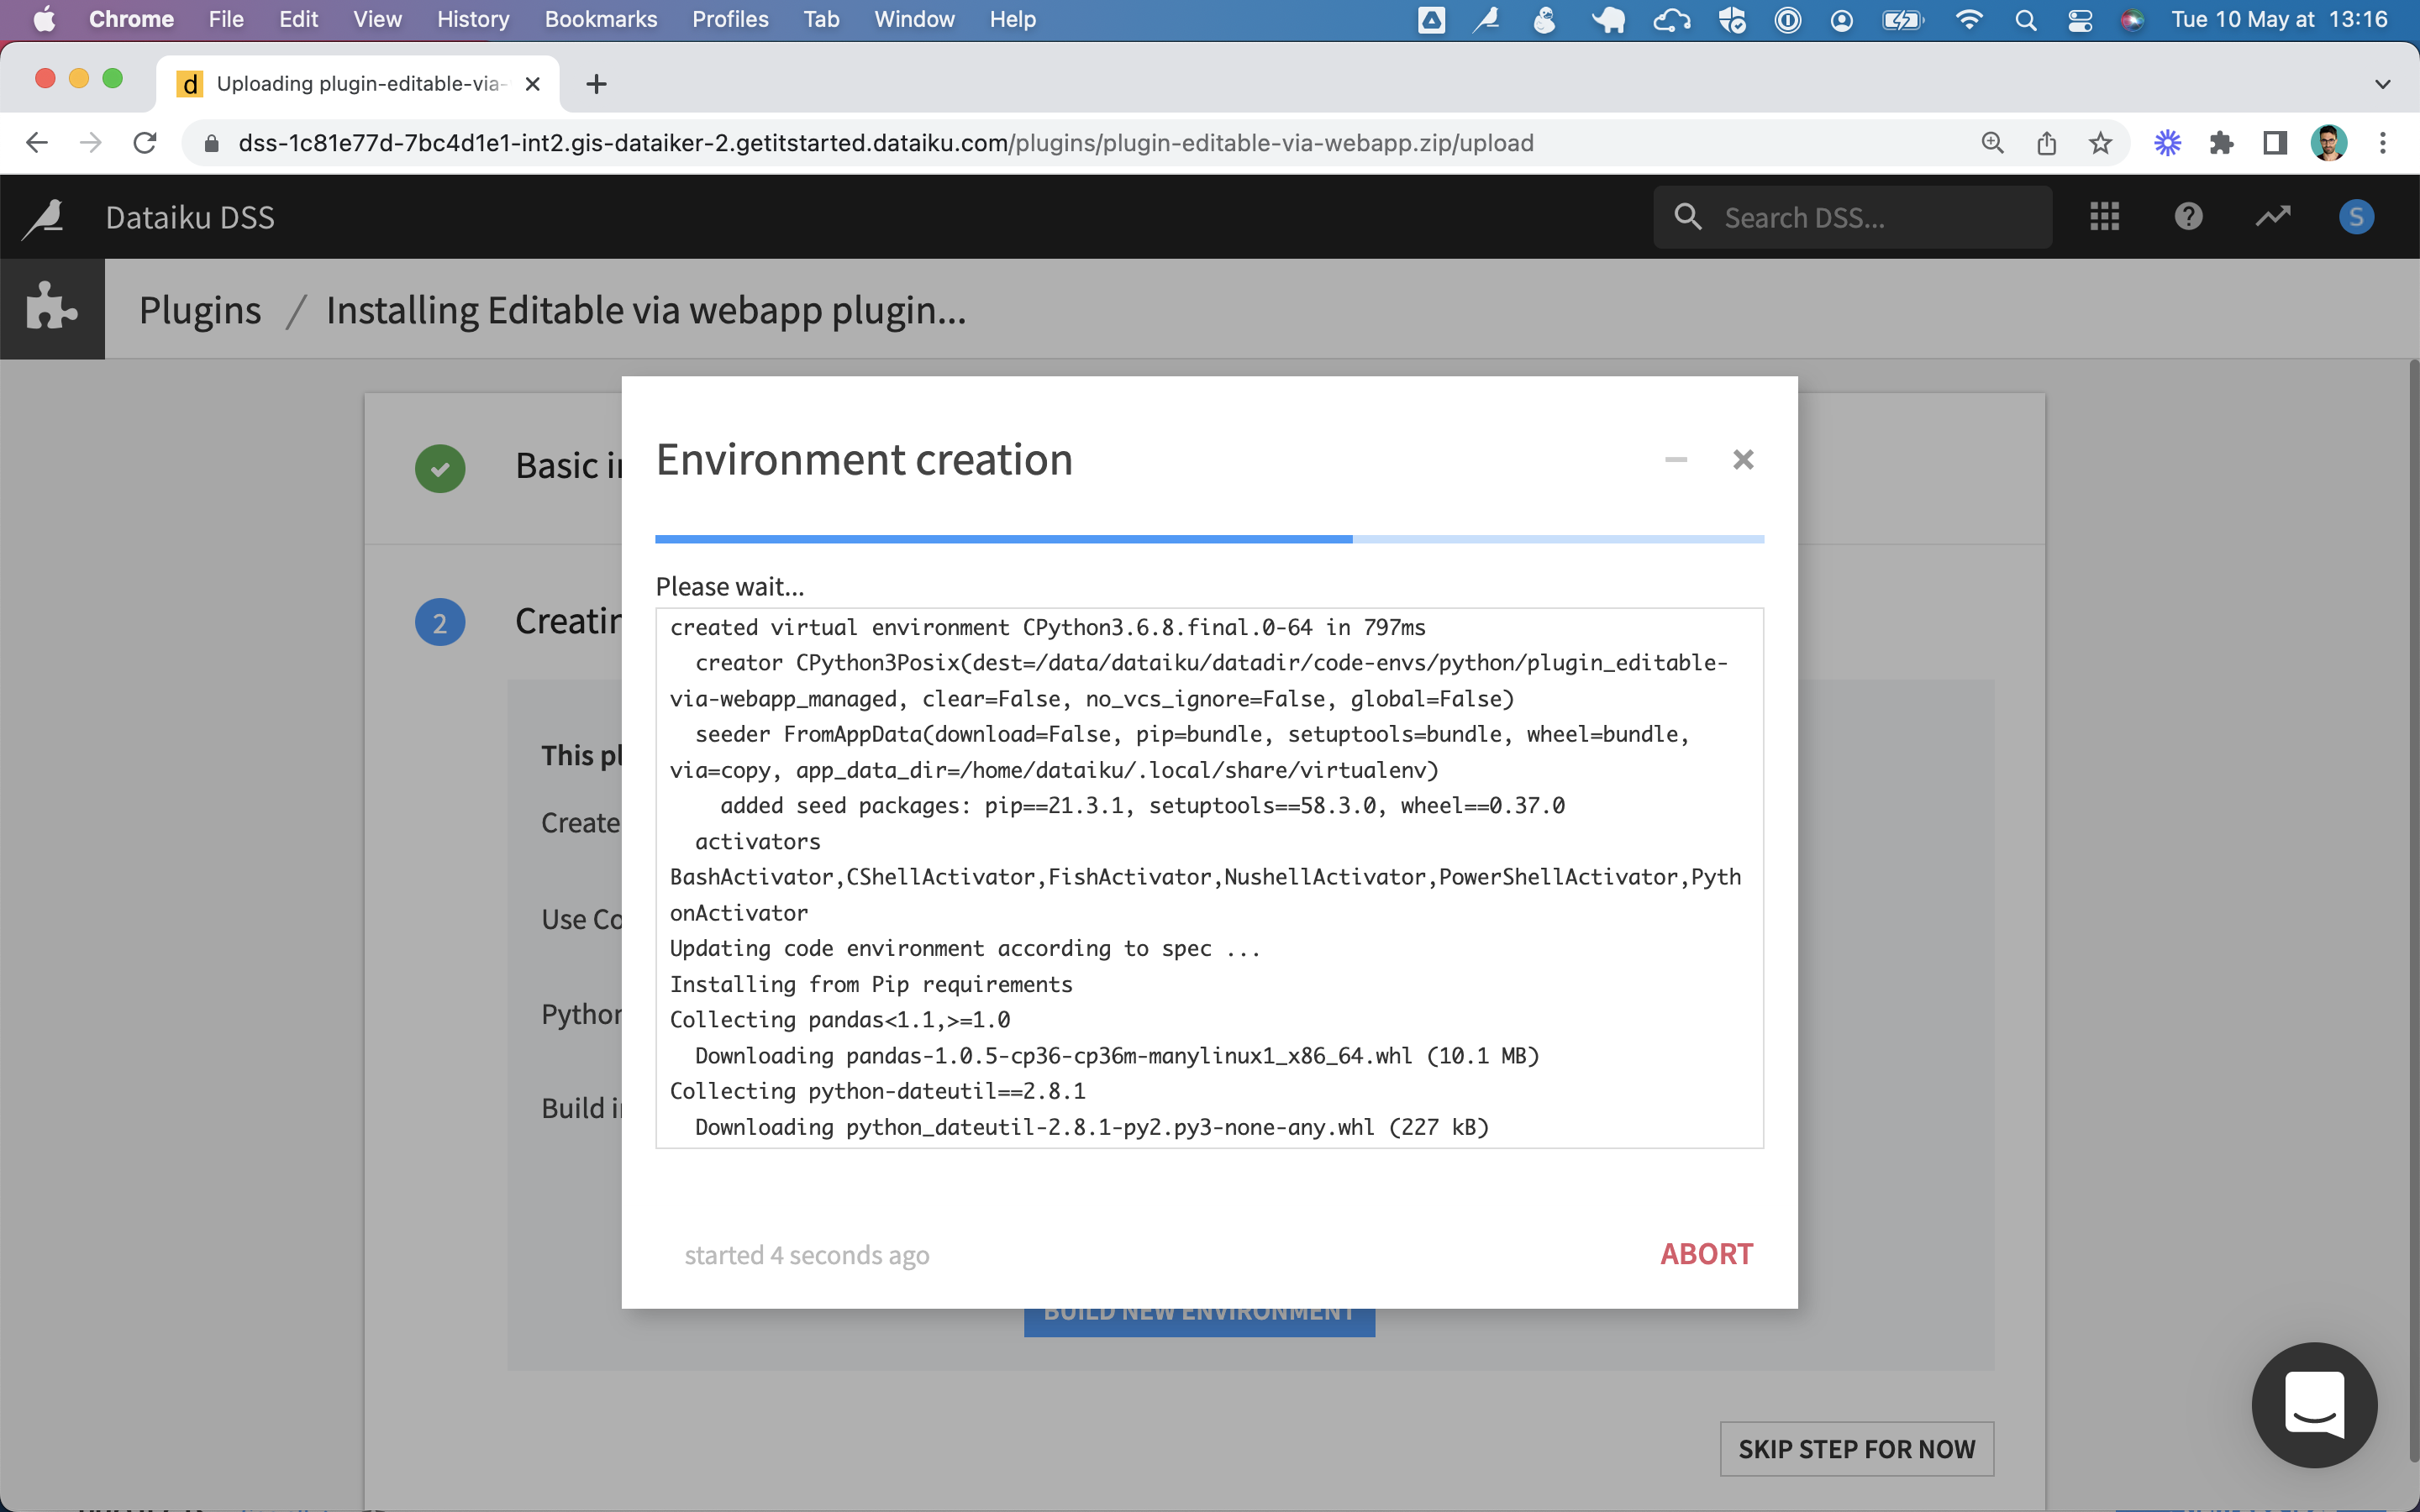 Chrome File Edit View History Bookmarks Profiles Tab Window Help Tue 10 May at 13:16
d Uploading plugin-editable-via-
dss-1c81e77d-7bc4d1e1-int2.gis-dataiker-2.getitstarted.dataiku.com/plugins/plugin-editable-via-webapp.zip/upload
Dataiku DSS Search DSS... ? S
Plugins / Installing Editable via webapp plugin...
Basic
Environment creation
Please wait...
2
created virtual environment CPython3.6.8.final.0-64 in 797ms
creator CPython3Posix(dest=/data/dataiku/datadir/code-envs/python/plugin_editable-
via-webapp_managed, clear=False, no_vcs_ignore=False, global=False)
seeder FromAppData(download=False, pip=bundle, setuptools=bundle, wheel=bundle,
via=copy, app_data_dir=/home/dataiku/.local/share/virtualenv)
added seed packages: pip==21.3.1, setuptools==58.3.0, wheel==0.37.0
activators
BashActivator,CShellActivator,FishActivator,NushellActivator,PowerShellActivator,Pyth
onActivator
Updating code environment according to spec ...
Installing from Pip requirements
Collecting pandas<1.1,>=1.0
Downloading pandas-1.0.5-cp36-cp36m-manylinux1_x86_64.whl (10.1 MB)
Collecting python-dateutil==2.8.1
Downloading python_dateutil-2.8.1-py2.py3-none-any.whl (227 kB)
This
Create
Use
Build
started 4 seconds ago
ABORT
BUILD NEW ENVIRONMENT
SKIP STEP FOR NOW